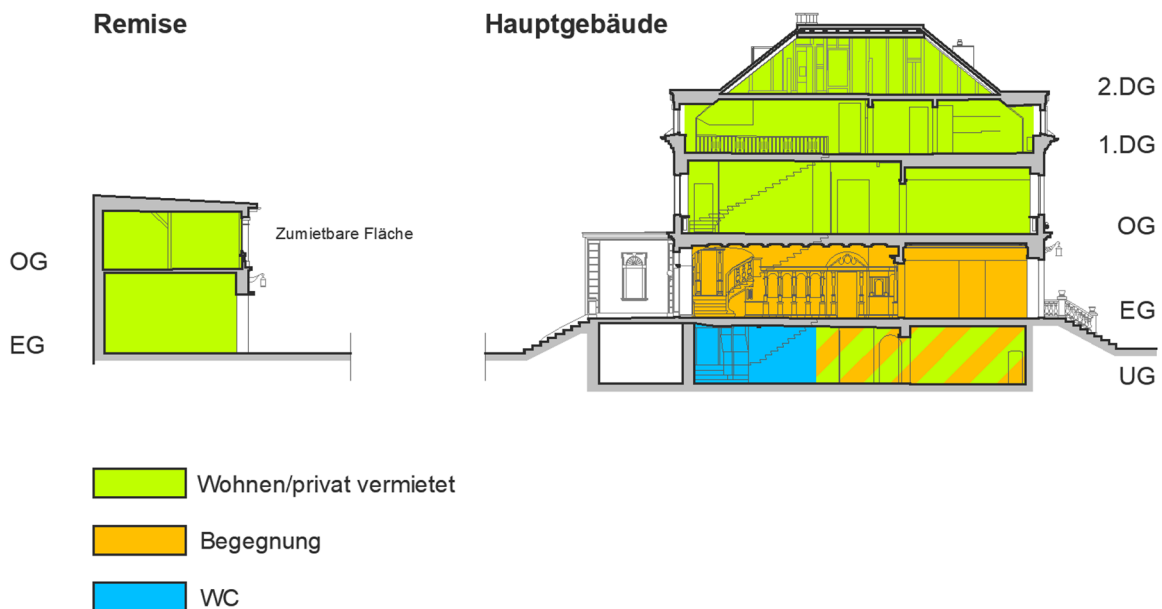 Remise
Hauptgebäude
2.DG
1.DG
OG
EG
UG
Zumietbare Fläche
OG
EG
Wohnen/privat vermietet
Begegnung
WC